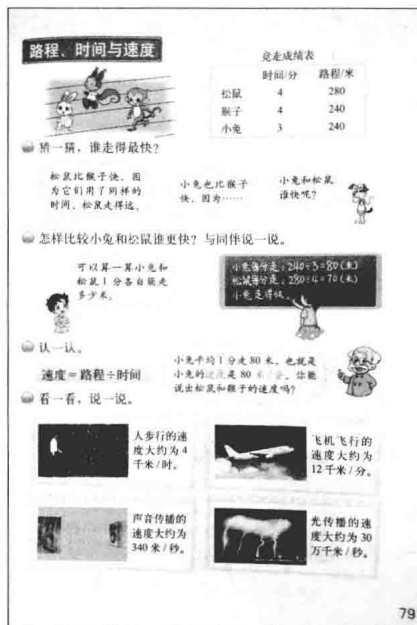 路程、时间与速度
竞走成绩表
时间/分 路程/米
松鼠 4 280
猴子 4 240
小兔 3 240
猜一猜，谁走得最快？
松鼠比猴子快，因
为它们用了同样的
时间，松鼠走得远。
小兔也比猴子
快，因为……
小兔和松鼠
谁快呢？
怎样比较小兔和松鼠谁更快？与同伴说一说。
可以算一算小兔和
松鼠1分各自能走
多少米。
小兔每分走：240÷3=80(米)
松鼠每分走：280÷4=70(米)
小兔走得快。
认一认。
速度=路程÷时间
小兔平均1分走80米，也就是
小兔的速度是80米/分。你能
说出松鼠和猴子的速度吗？
看一看，说一说。
人步行的速
度大约为4
千米/时。
飞机飞行的
速度大约为
12千米/分。
声音传播的
速度大约为
340米/秒。
光传播的速
度大约为30
万千米/秒。
79